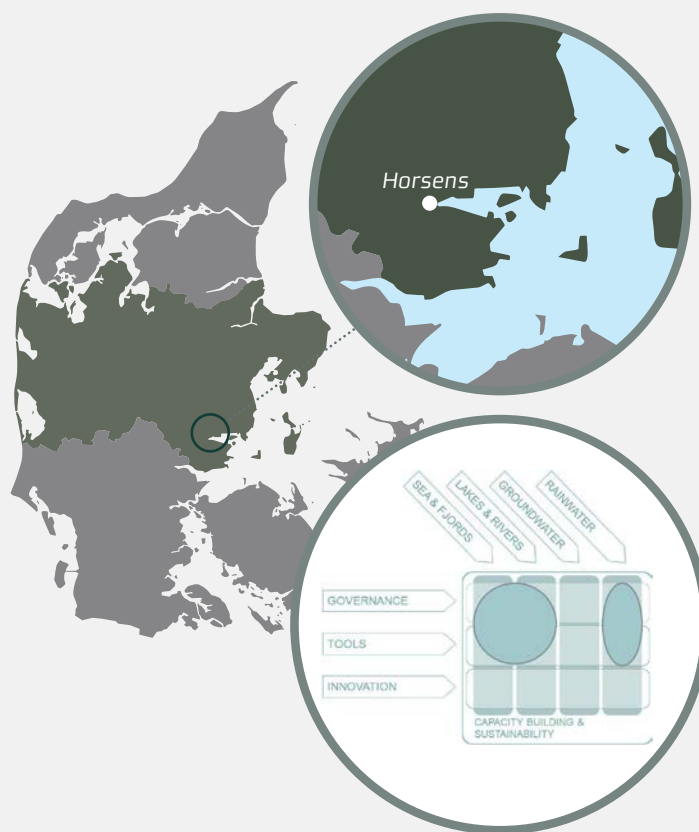 Horsens
SEA & FJORDS
LAKES & RIVERS
GROUNDWATER
RAINWATER
GOVERNANCE
TOOLS
INNOVATION
CAPACITY BUILDING &
SUSTAINABILITY